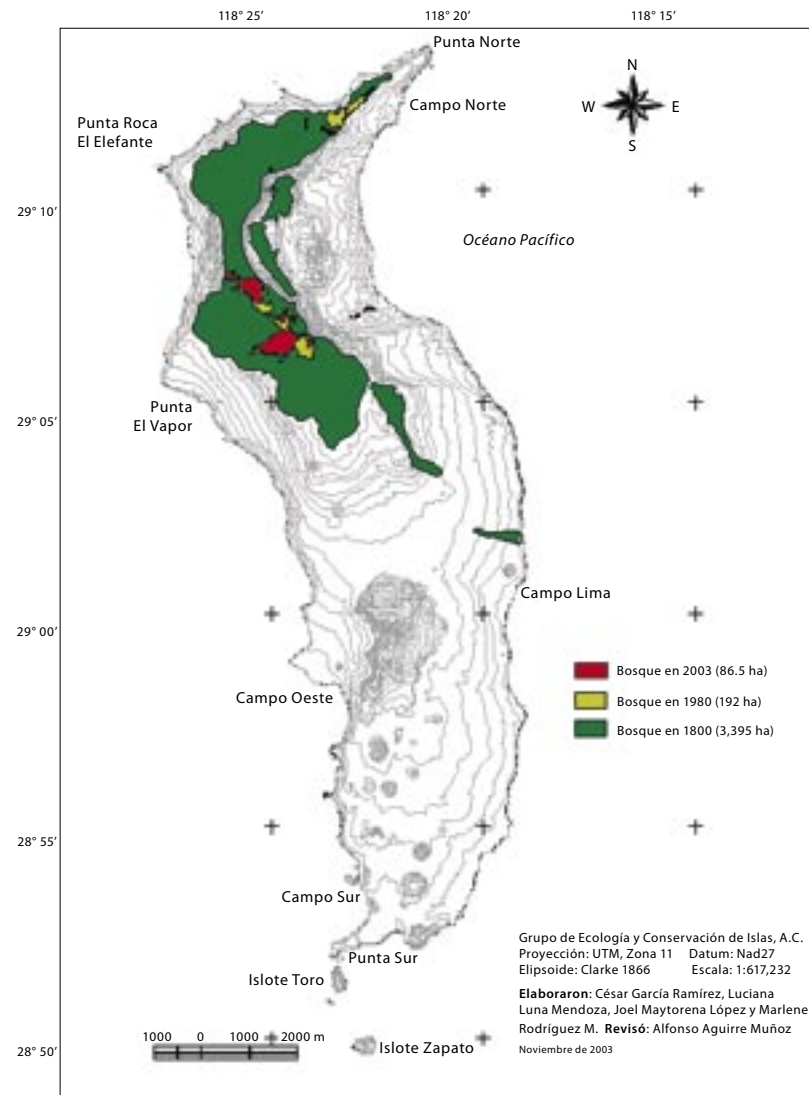 118° 25’
118° 20’
118° 15’
Punta Norte
N
W
E
S
Campo Norte
Punta Roca
El Elefante
29° 10’
Océano Pacífico
29° 05’
Punta
El Vapor
Campo Lima
29° 00’
Bosque en 2003 (86.5 ha)
Campo Oeste
Bosque en 1980 (192 ha)
Bosque en 1800 (3,395 ha)
28° 55’
Campo Sur
Punta Sur
Islote Toro
Grupo de Ecología y Conservación de Islas, A.C.
Proyección: UTM, Zona 11 Datum: Nad27
Elipsoide: Clarke 1866 Escala: 1:617,232
Elaboraron: César García Ramírez, Luciana
Luna Mendoza, Joel Maytorena López y Marlene
Rodríguez M. Revisó: Alfonso Aguirre Muñoz
Noviembre de 2003
1000 0 1000 2000 m
28° 50’
Islote Zapato